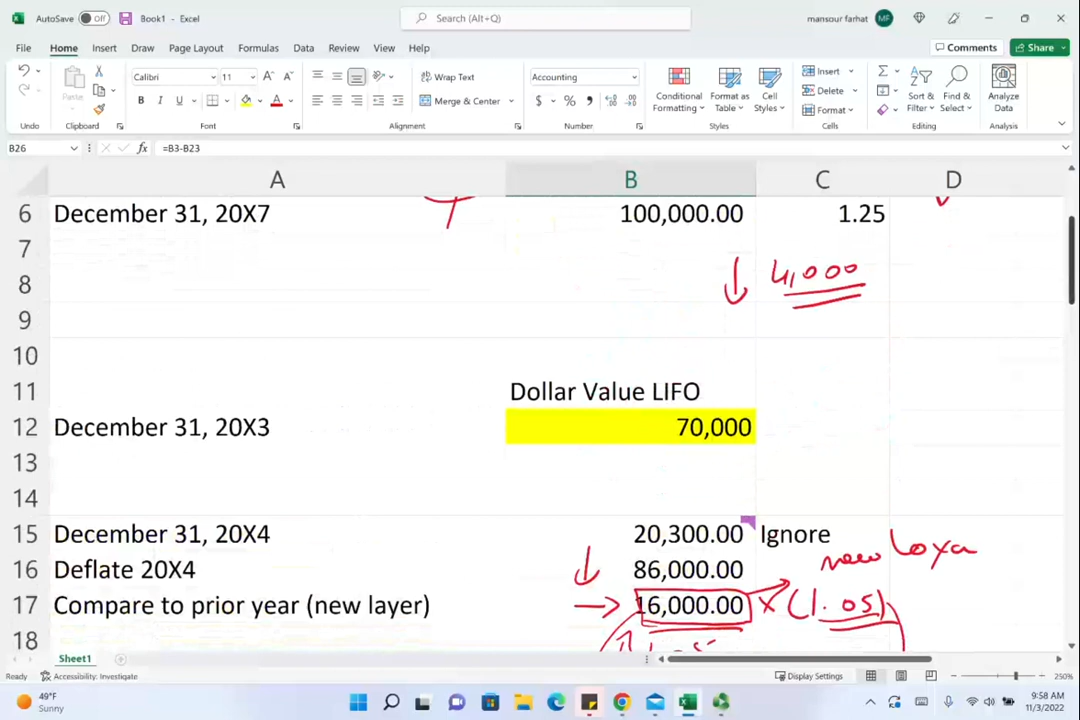 AutoSave Off Book1 - Excel Search (Alt+Q) mansour farhat MF
File Home Insert Draw Page Layout Formulas Data Review View Help Comments Share
Calibri 11 Wrap Text Accounting Insert
Paste Merge & Center Conditional Formatting Format as Table Cell Styles Delete Sort & Filter Find & Select Analyze Data
Format
Undo Clipboard Font Alignment Number Styles Cells Editing Analysis
B26 fx =B3-B23
A B C D
6 December 31, 20X7 100,000.00 1.25
7
8 4,000
9
10
11 Dollar Value LIFO
12 December 31, 20X3 70,000
13
14
15 December 31, 20X4 20,300.00 Ignore
16 Deflate 20X4 86,000.00 new
17 Compare to prior year (new layer) 16,000.00 x (1.05)
18
Sheet1
Ready Accessibility: Investigate Display Settings 250%
49°F 9:58 AM
Sunny 11/3/2022